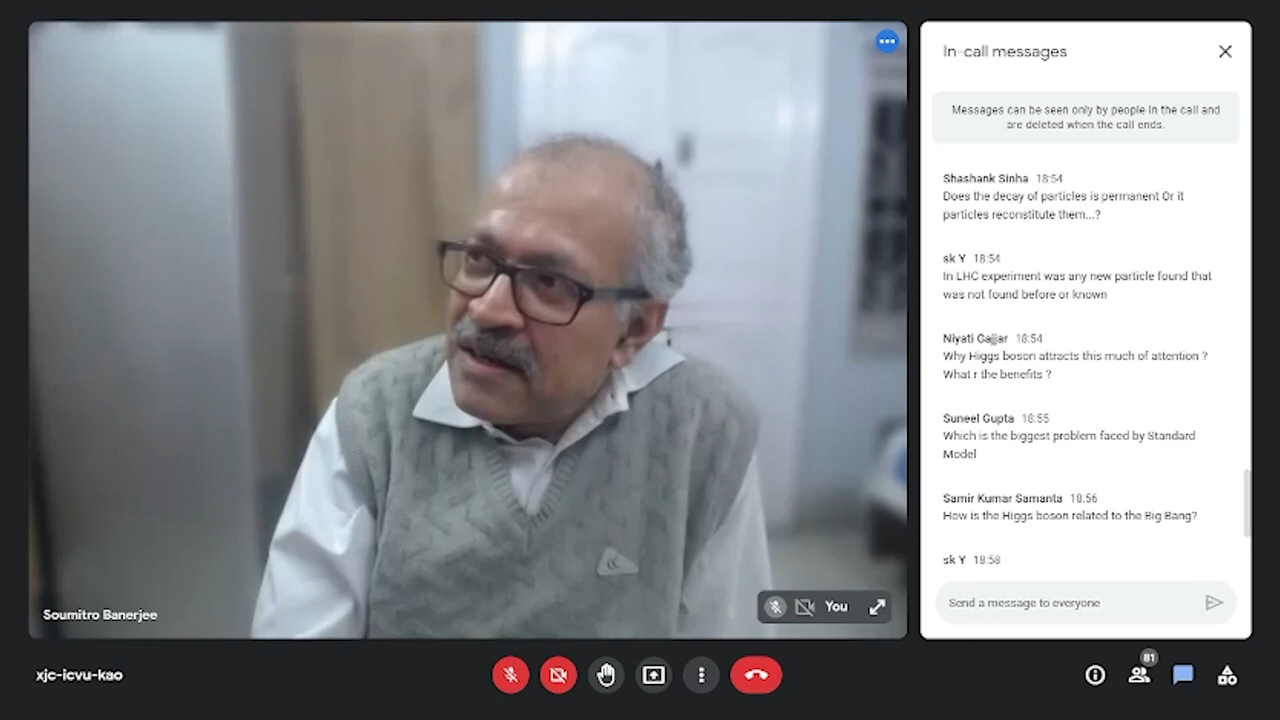 In-call messages
Messages can be seen only by people in the call and
are deleted when the call ends.
Shashank Sinha 18:54
Does the decay of particles is permanent Or it
particles reconstitute them...?
sk Y 18:54
In LHC experiment was any new particle found that
was not found before or known
Niyati Gajjar 18:54
Why Higgs boson attracts this much of attention ?
What r the benefits ?
Suneel Gupta 18:55
Which is the biggest problem faced by Standard
Model
Samir Kumar Samanta 18:56
How is the Higgs boson related to the Big Bang?
sk Y 18:58
Send a message to everyone
Soumitro Banerjee
You
xjc-icvu-kao
81